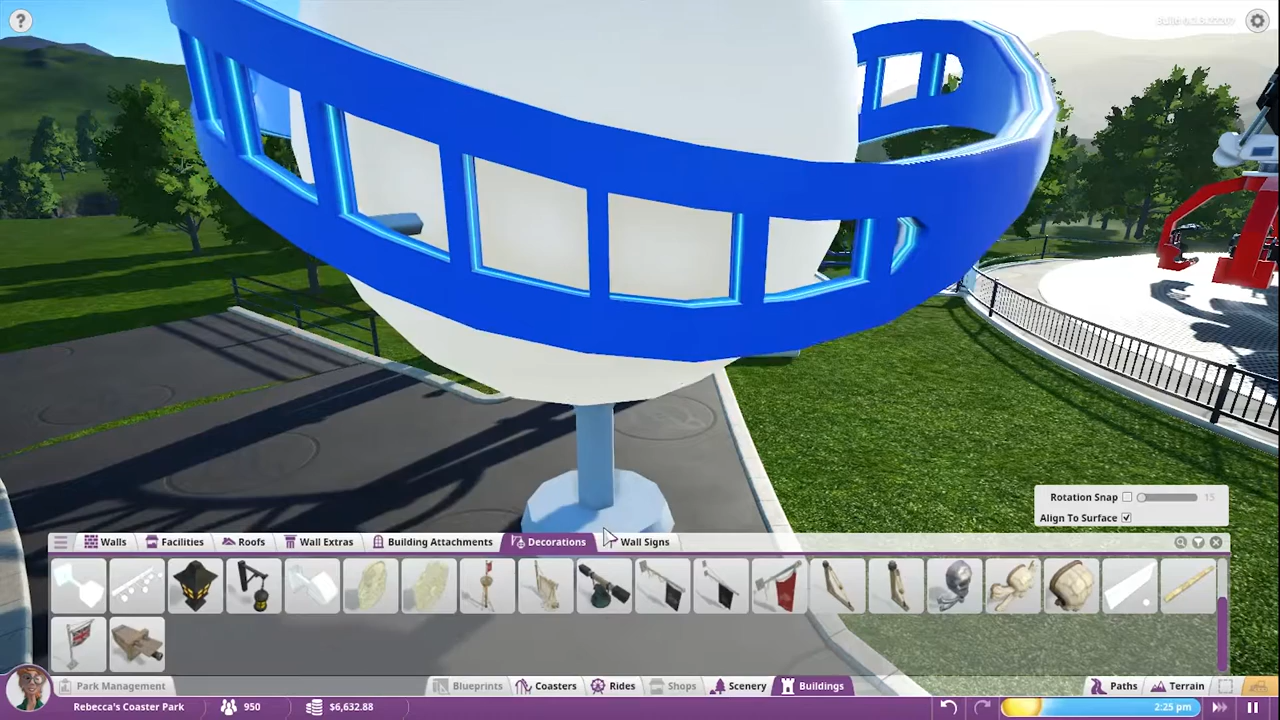 ?
Rotation Snap 15
Align To Surface
Walls Facilities Roofs Wall Extras Building Attachments Decorations Wall Signs
Park Management Blueprints Coasters Rides Shops Scenery Buildings Paths Terrain
Rebecca's Coaster Park 950 $6,632.88 2:25 pm